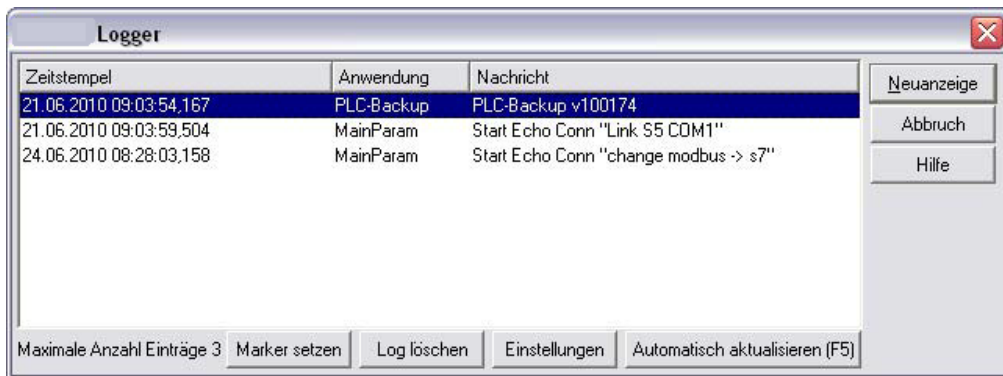 Logger
Zeitstempel Anwendung Nachricht
21.06.2010 09:03:54,167 PLC-Backup PLC-Backup v100174
21.06.2010 09:03:59,504 MainParam Start Echo Conn "Link S5 COM1"
24.06.2010 08:28:03,158 MainParam Start Echo Conn "change modbus -> s7"
Neuanzeige
Abbruch
Hilfe
Maximale Anzahl Einträge 3 Marker setzen Log löschen Einstellungen Automatisch aktualisieren (F5)